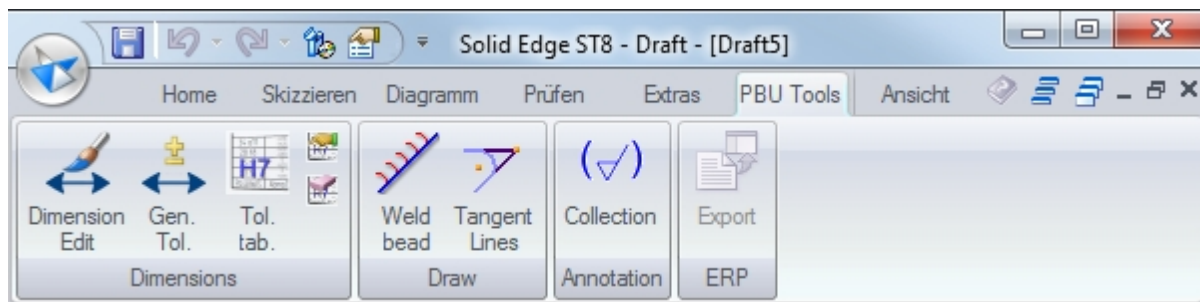 Solid Edge ST8 - Draft - [Draft5]
Home Skizzieren Diagramm Prüfen Extras PBU Tools Ansicht
H7
Dimension Edit
Gen. Tol.
Tol. tab.
Weld bead
Tangent Lines
Collection
Export
Dimensions
Draw
Annotation
ERP